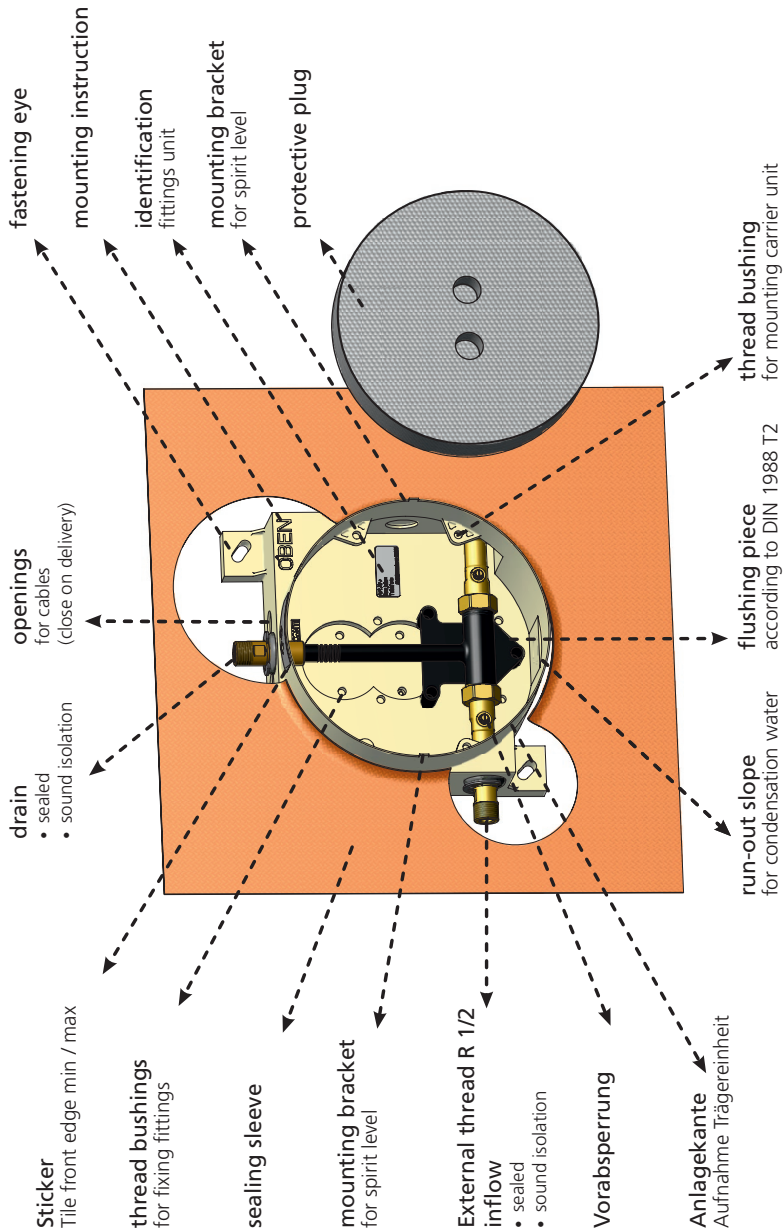 Sticker
Tile front edge min / max
thread bushings
for fixing fittings
sealing sleeve
mounting bracket
for spirit level
External thread R 1/2
inflow
• sealed
• sound isolation
Vorabsperrung
Anlagekante
Aufnahme Trägereinheit
drain
• sealed
• sound isolation
openings
for cables
(close on delivery)
fastening eye
mounting instruction
identification
fittings unit
mounting bracket
for spirit level
protective plug
run-out slope
for condensation water
flushing piece
according to DIN 1988 T2
thread bushing
for mounting carrier unit
OBEN